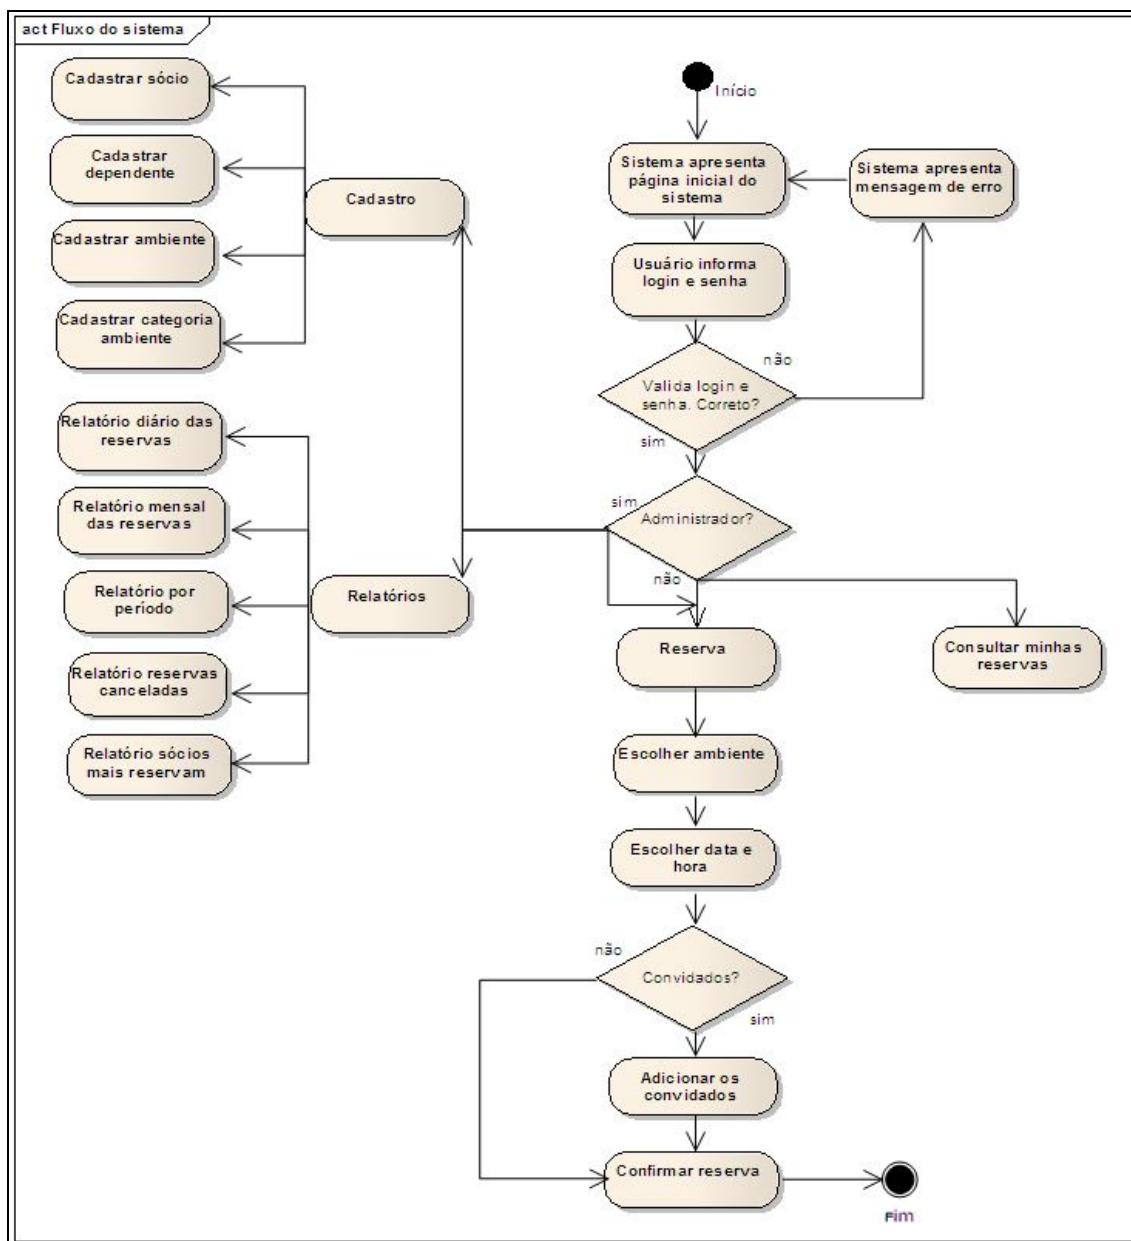 act Fluxo do sistema
Cadastrar sócio
Cadastrar
dependente
Cadastrar ambiente
Cadastrar categoria
ambiente
Cadastro
Relatório diário das
reservas
Relatório mensal
das reservas
Relatório por
período
Relatório reservas
canceladas
Relatório sócios
mais reservam
Relatórios
Início
Sistema apresenta
página inicial do
sistema
Sistema apresenta
mensagem de erro
Usuário informa
login e senha
não
Valida login e
senha. Correto?
sim
sim
Administrador?
não
Reserva
Consultar minhas
reservas
Escolher ambiente
Escolher data e
hora
não
Convidados?
sim
Adicionar os
convidados
Confirmar reserva
Fim